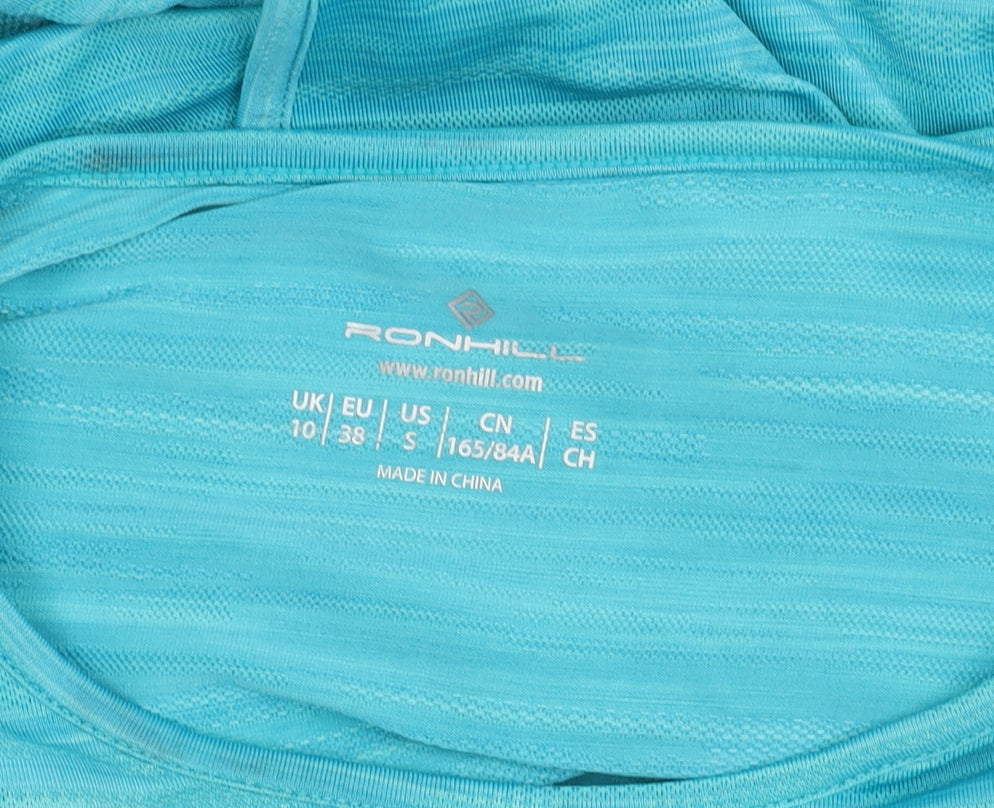 RONHILL
www.ronhill.com
UK | EU | US | CN | ES
10 | 38 | S | 165/84A | CH
MADE IN CHINA